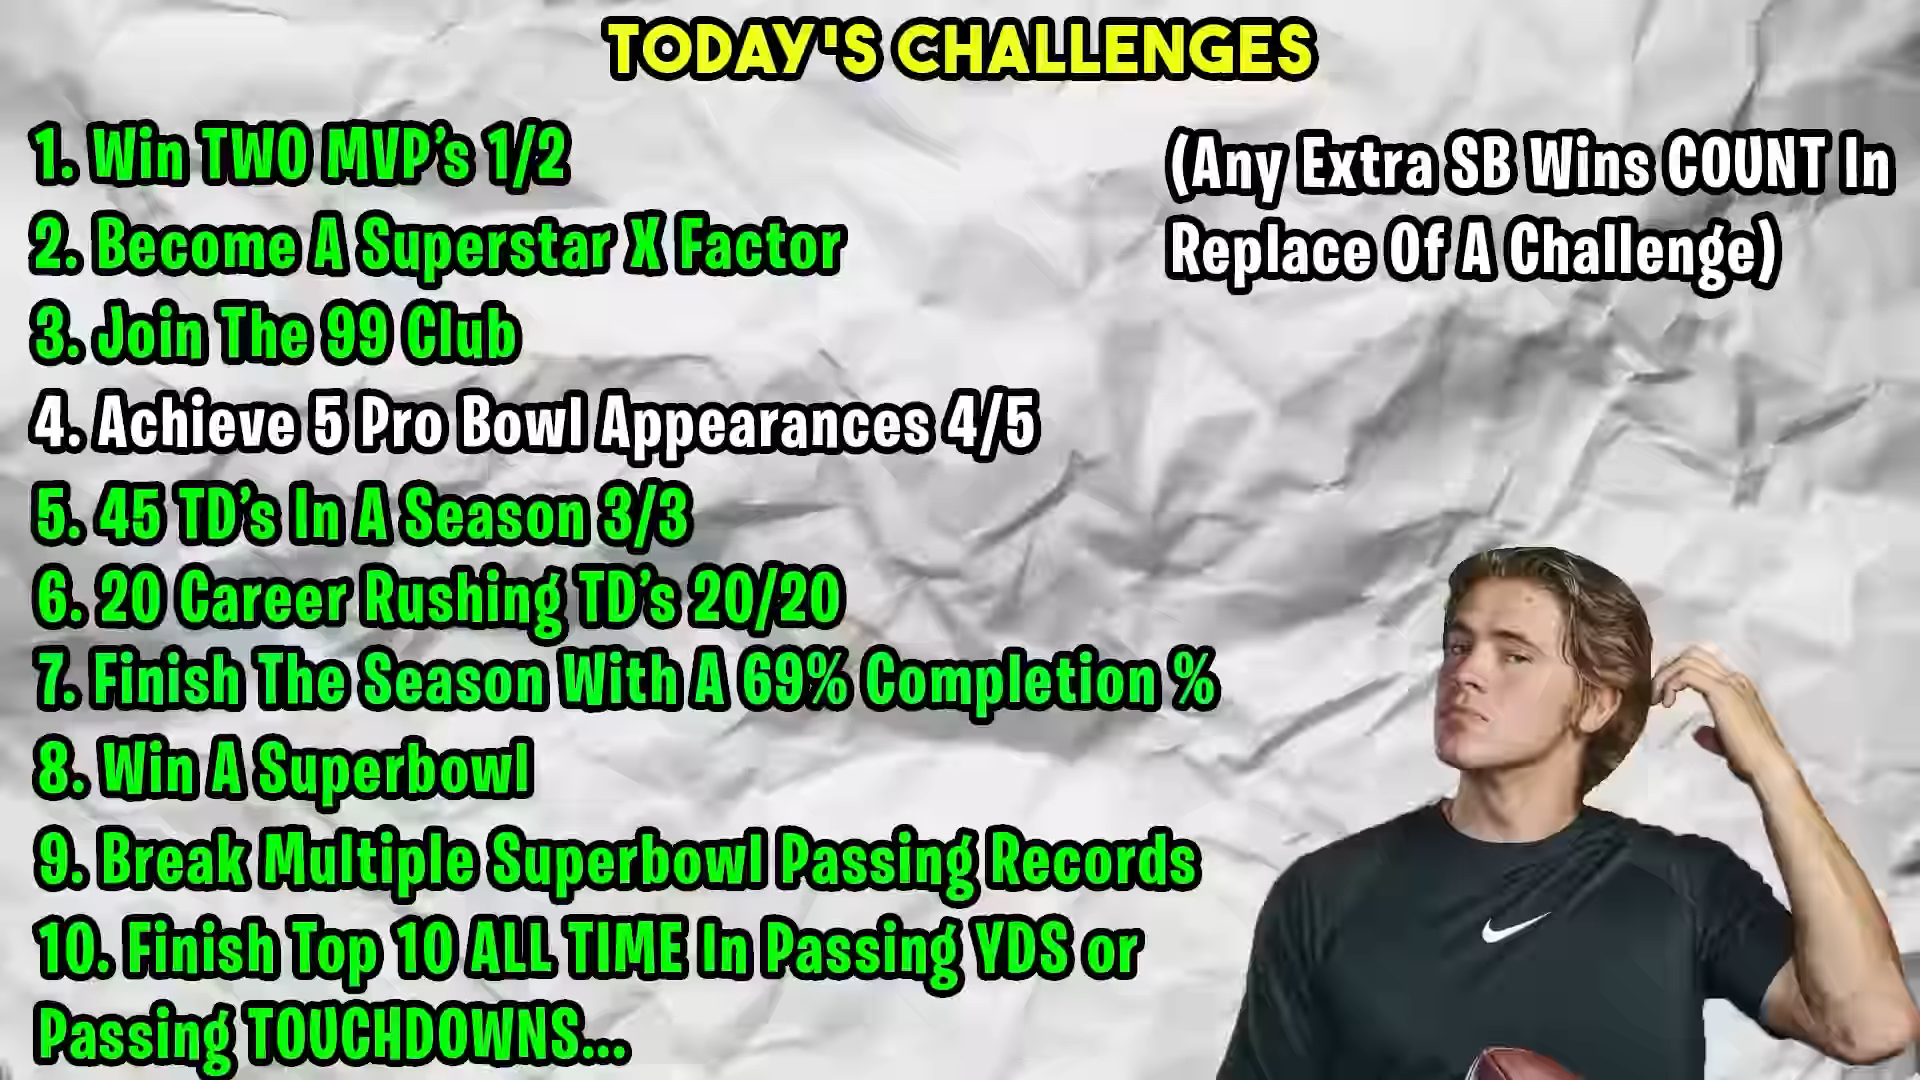 TODAY'S CHALLENGES
1. Win TWO MVP's 1/2
2. Become A Superstar X Factor
3. Join The 99 Club
4. Achieve 5 Pro Bowl Appearances 4/5
5. 45 TD's In A Season 3/3
6. 20 Career Rushing TD's 20/20
7. Finish The Season With A 69% Completion %
8. Win A Superbowl
9. Break Multiple Superbowl Passing Records
10. Finish Top 10 ALL TIME In Passing YDS or
Passing TOUCHDOWNS...
(Any Extra SB Wins COUNT In
Replace Of A Challenge)